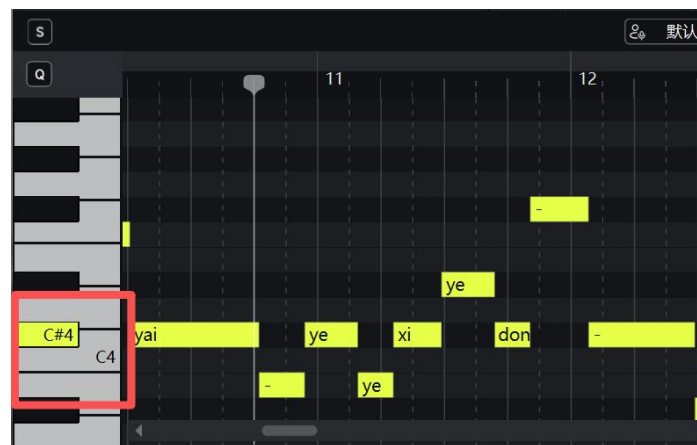 S
默认
Q
11
12
-
ye
C#4
yai
ye
xi
don
-
C4
-
ye